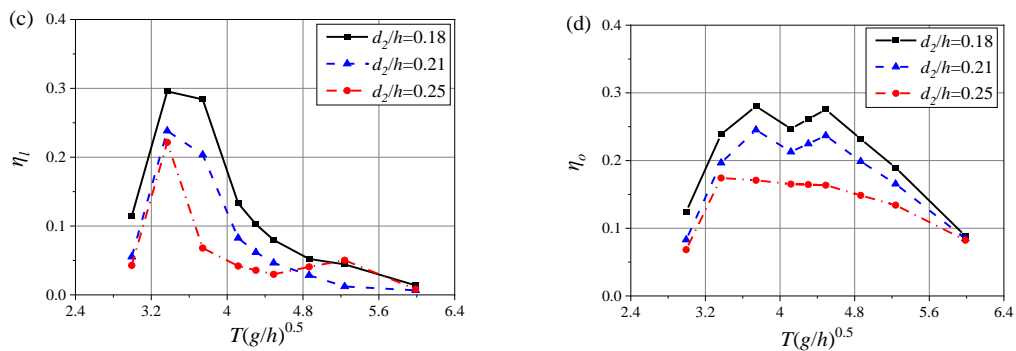 (c)
0.4
0.3
0.2
0.1
0.0
η_l
2.4 3.2 4 4.8 5.6 6.4
T(g/h)^0.5
d_2/h=0.18
d_2/h=0.21
d_2/h=0.25
(d)
0.4
0.3
0.2
0.1
0.0
η_o
2.4 3.2 4 4.8 5.6 6.4
T(g/h)^0.5
d_2/h=0.18
d_2/h=0.21
d_2/h=0.25